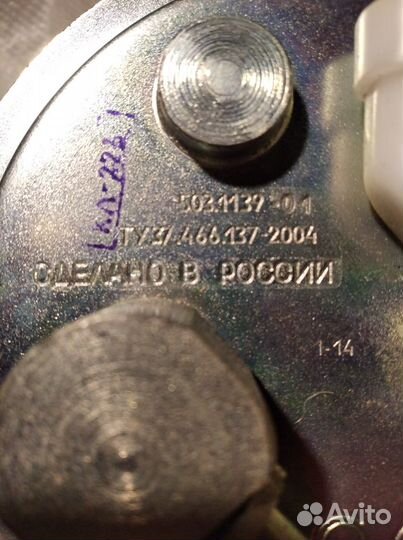 503.1139-01
ТУ37.466.137-2004
СДЕЛАНО В РОССИИ
1-14
Avito